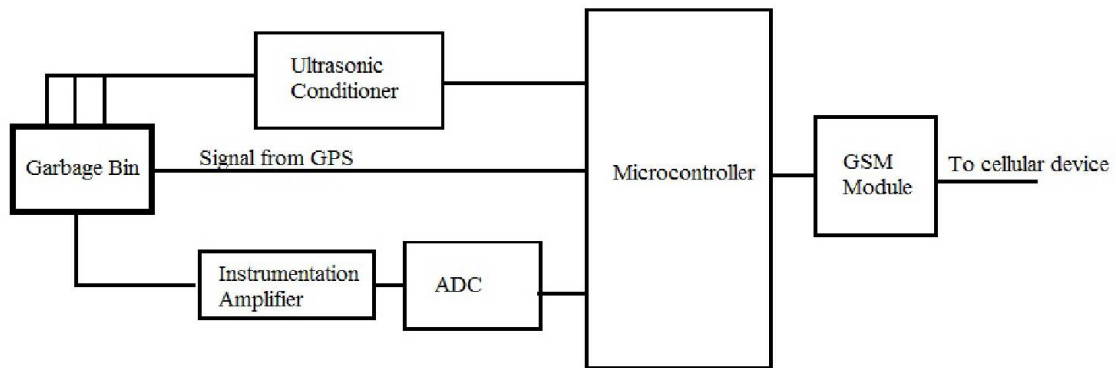 Ultrasonic
Conditioner
Garbage Bin
Signal from GPS
Microcontroller
GSM
Module
To cellular device
Instrumentation
Amplifier
ADC